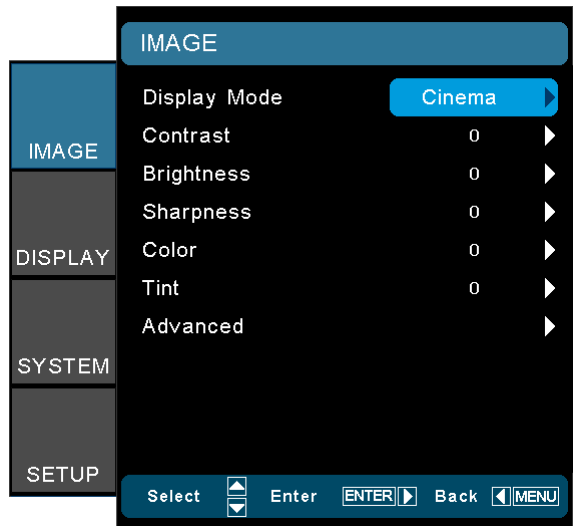 IMAGE
Display Mode Cinema
Contrast 0
Brightness 0
Sharpness 0
Color 0
Tint 0
Advanced
IMAGE
DISPLAY
SYSTEM
SETUP
Select Enter ENTER Back MENU